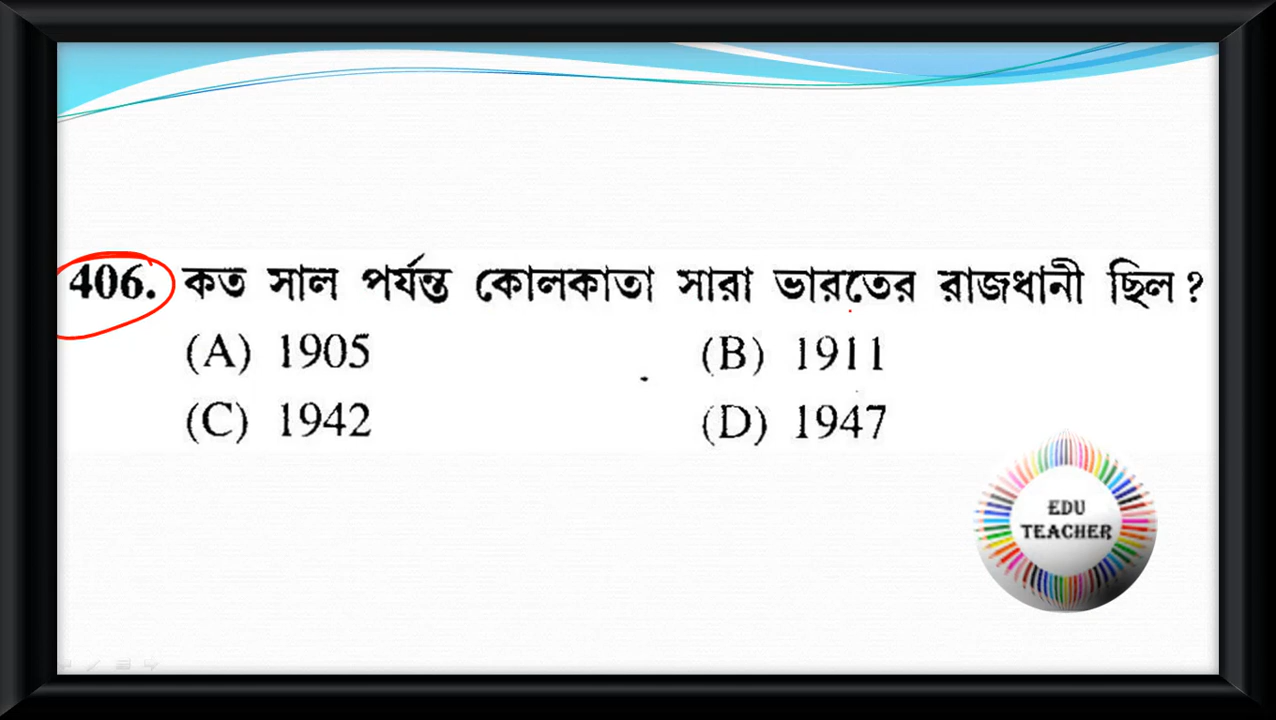 406. কত সাল পর্যন্ত কোলকাতা সারা ভারতের রাজধানী ছিল ?
(A) 1905 (B) 1911
(C) 1942 (D) 1947
EDU
TEACHER